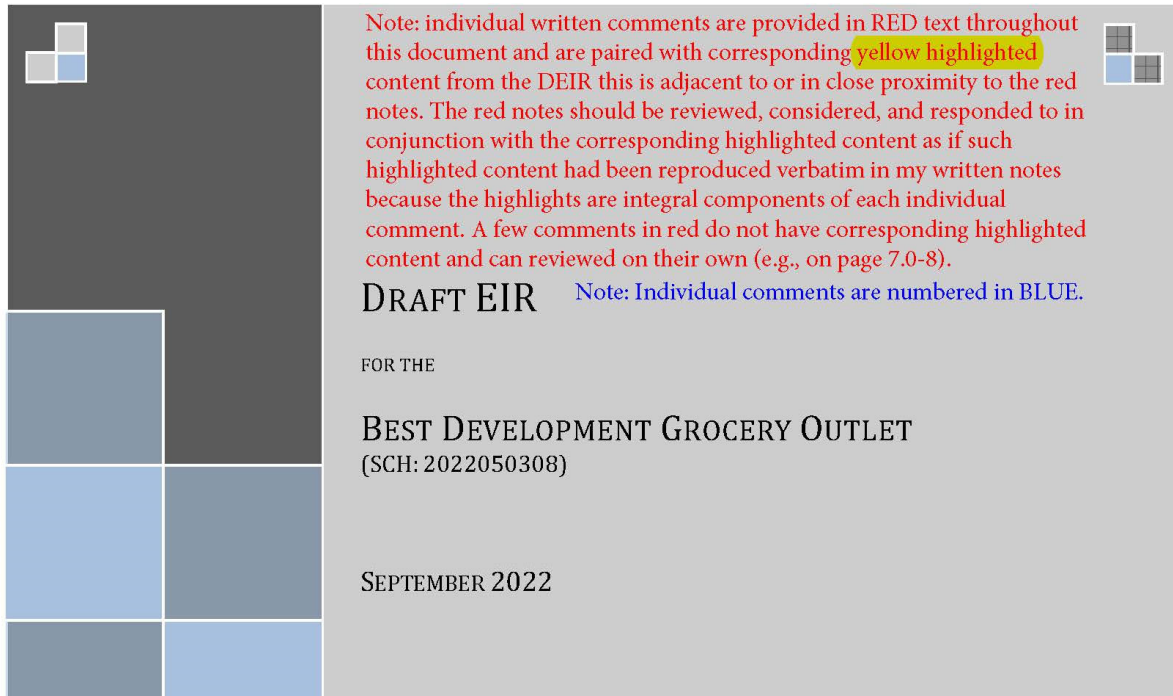 Note: individual written comments are provided in RED text throughout
this document and are paired with corresponding yellow highlighted
content from the DEIR this is adjacent to or in close proximity to the red
notes. The red notes should be reviewed, considered, and responded to in
conjunction with the corresponding highlighted content as if such
highlighted content had been reproduced verbatim in my written notes
because the highlights are integral components of each individual
comment. A few comments in red do not have corresponding highlighted
content and can reviewed on their own (e.g., on page 7.0-8).
DRAFT EIR Note: Individual comments are numbered in BLUE.
FOR THE
BEST DEVELOPMENT GROCERY OUTLET
(SCH: 2022050308)
SEPTEMBER 2022